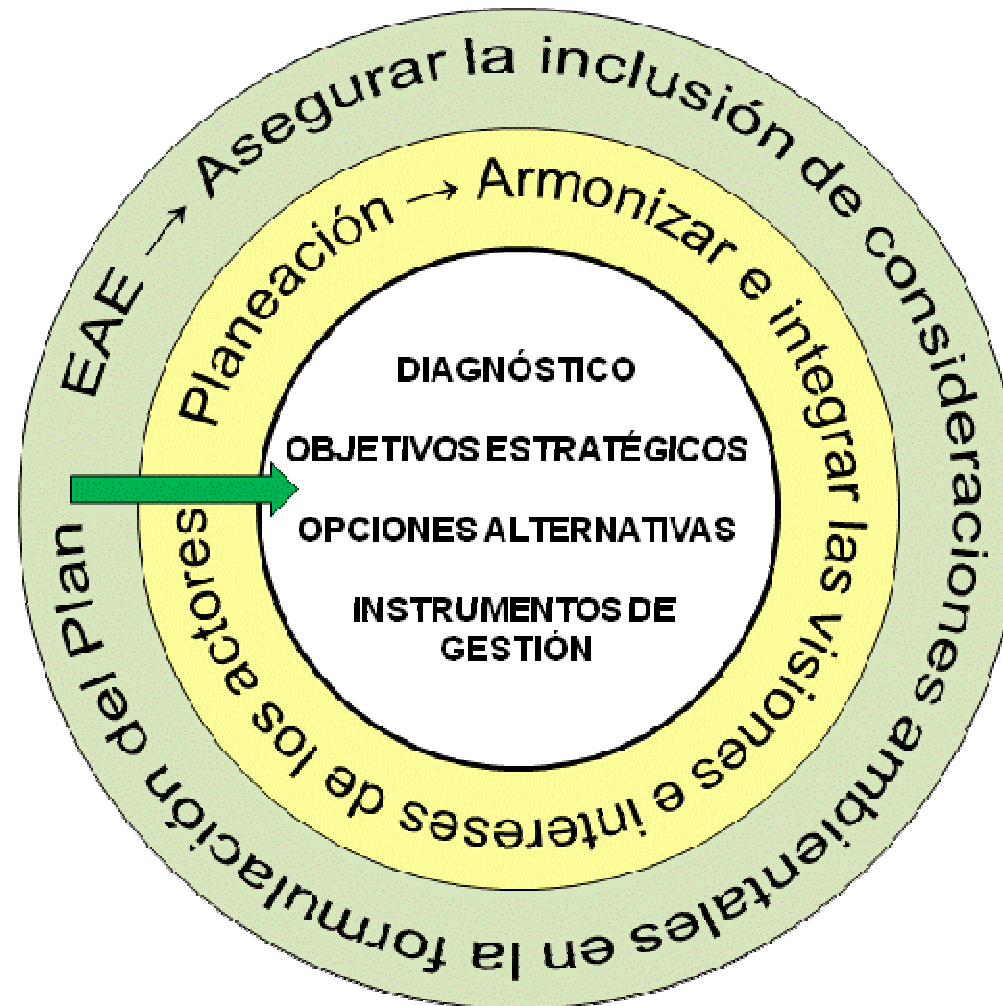 EAE → Asegurar la inclusión de consideraciones ambientales en la formulación del Plan
Planeación → Armonizar e integrar las visiones e intereses de los actores
DIAGNÓSTICO
OBJETIVOS ESTRATÉGICOS
OPCIONES ALTERNATIVAS
INSTRUMENTOS DE
GESTIÓN